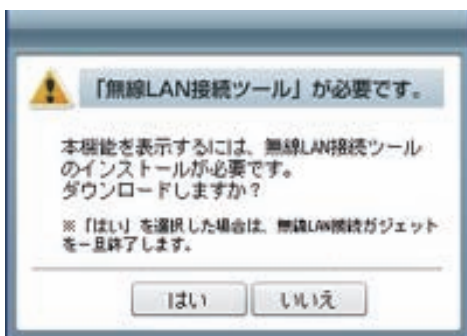 「無線LAN接続ツール」が必要です。
本機能を表示するには、無線LAN接続ツール
のインストールが必要です。
ダウンロードしますか？
※「はい」を選択した場合は、無線LAN接続ガジェット
を一旦終了します。
はい
いいえ